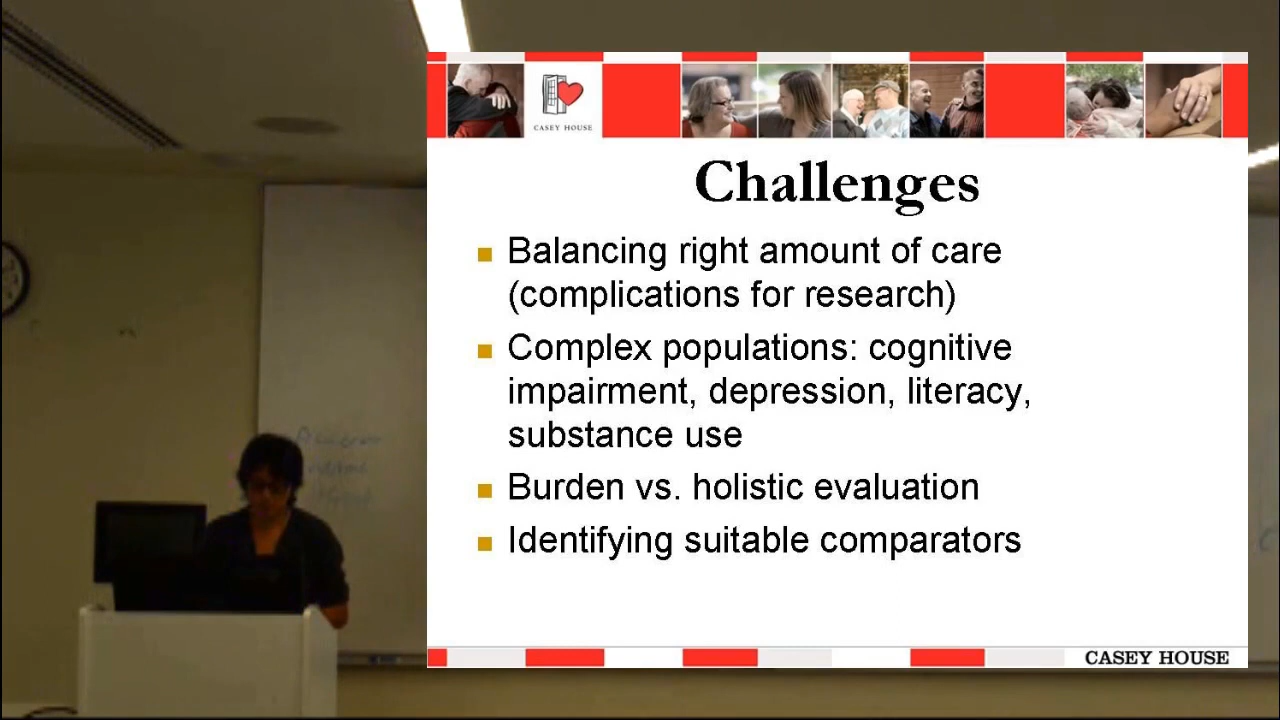 CASEY HOUSE
Challenges
Balancing right amount of care
(complications for research)
Complex populations: cognitive
impairment, depression, literacy,
substance use
Burden vs. holistic evaluation
Identifying suitable comparators
CASEY HOUSE